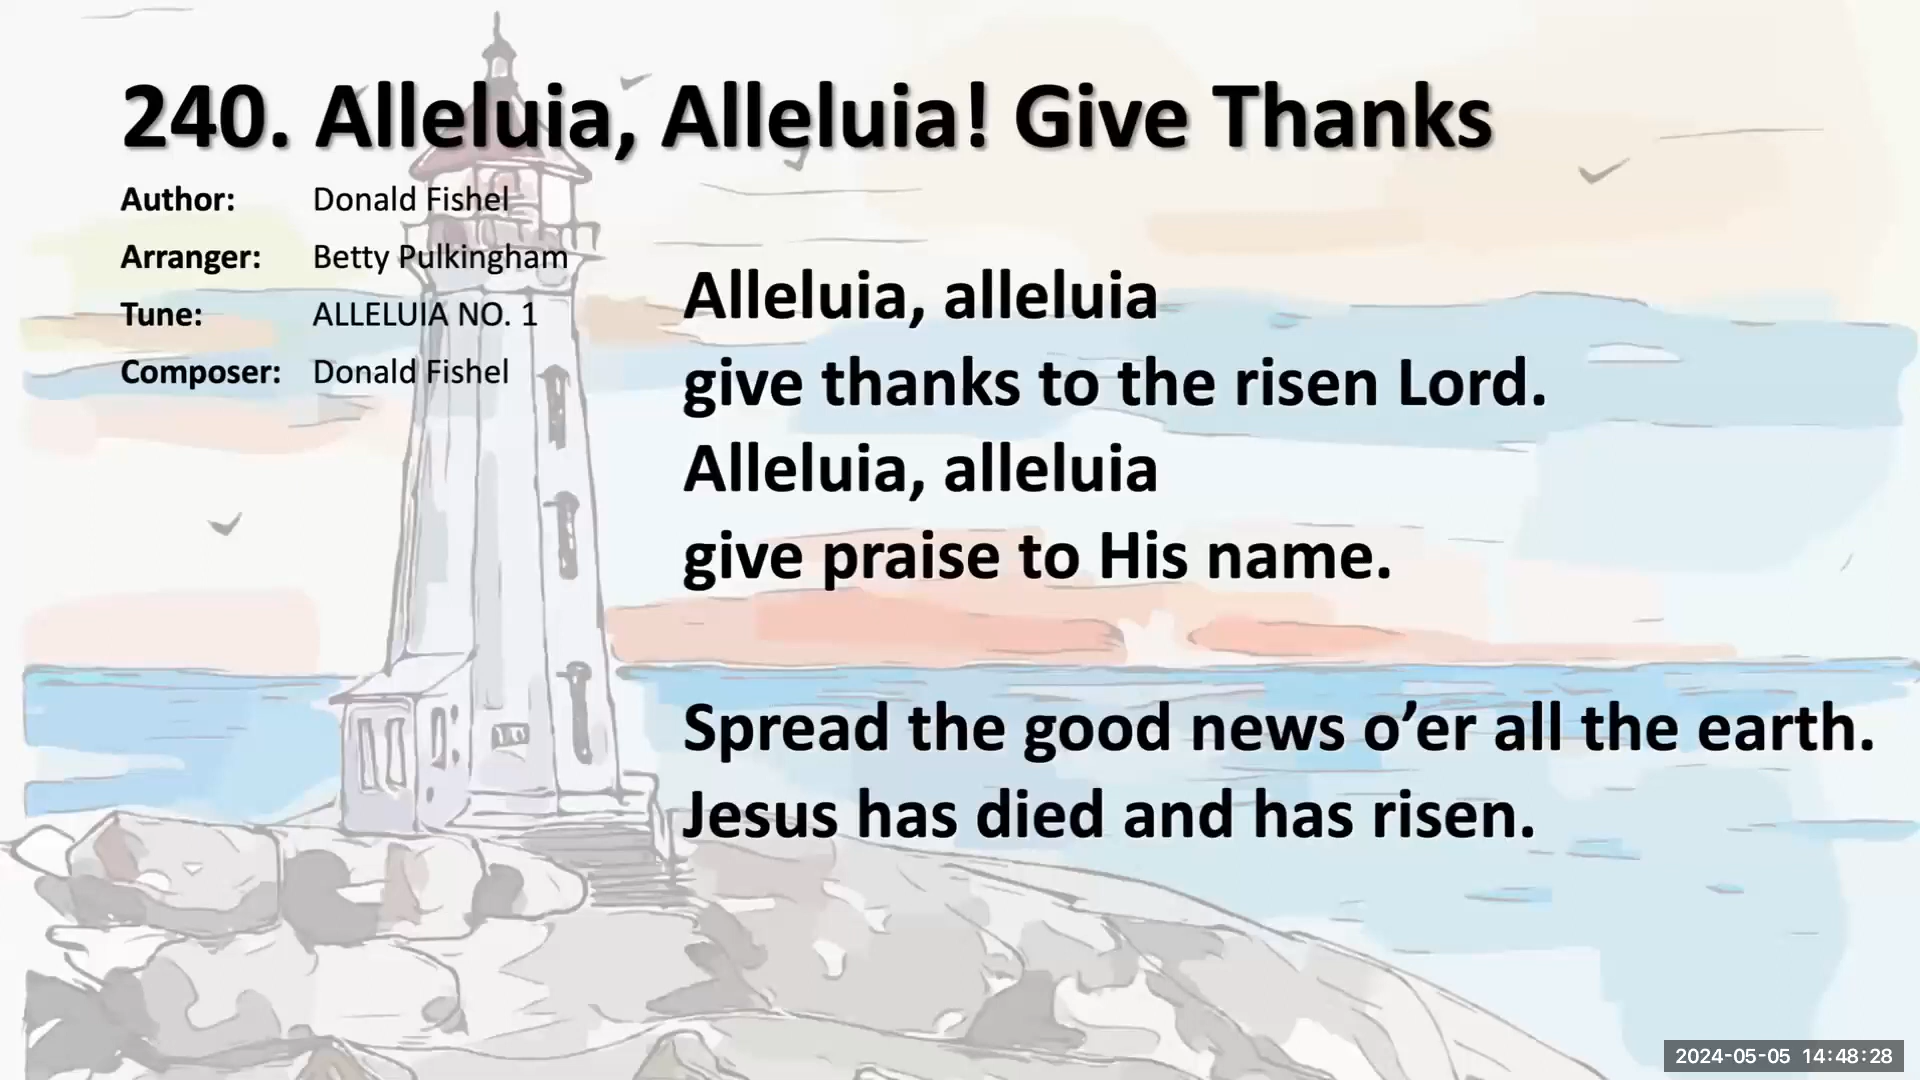 240. Alleluia, Alleluia! Give Thanks
Author: Donald Fishel
Arranger: Betty Pulkingham
Tune: ALLELUIA NO. 1
Composer: Donald Fishel
Alleluia, alleluia
give thanks to the risen Lord.
Alleluia, alleluia
give praise to His name.
Spread the good news o’er all the earth.
Jesus has died and has risen.
2024-05-05 14:48:28